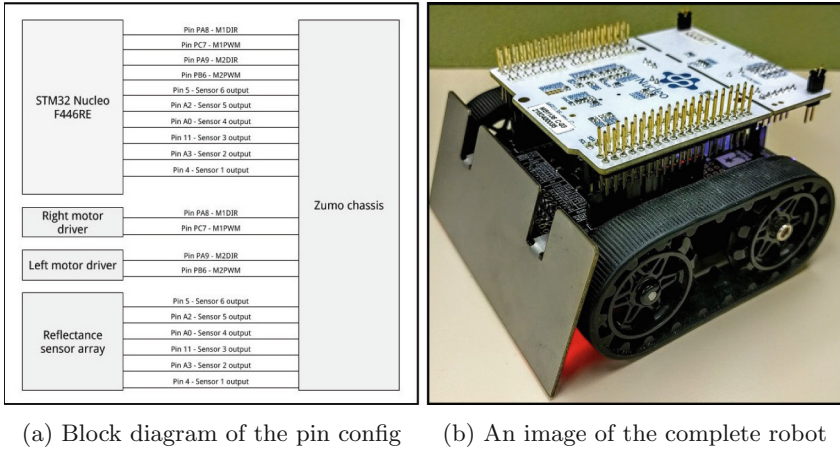 STM32 Nucleo
F446RE
Pin PA8 - M1DIR
Pin PC7 - M1PWM
Pin PA9 - M2DIR
Pin PB6 - M2PWM
Pin 5 - Sensor 6 output
Pin A2 - Sensor 5 output
Pin A0 - Sensor 4 output
Pin 11 - Sensor 3 output
Pin A3 - Sensor 2 output
Pin 4 - Sensor 1 output
Right motor
driver
Pin PA8 - M1DIR
Pin PC7 - M1PWM
Left motor driver
Pin PA9 - M2DIR
Pin PB6 - M2PWM
Reflectance
sensor array
Pin 5 - Sensor 6 output
Pin A2 - Sensor 5 output
Pin A0 - Sensor 4 output
Pin 11 - Sensor 3 output
Pin A3 - Sensor 2 output
Pin 4 - Sensor 1 output
Zumo chassis
(a) Block diagram of the pin config
(b) An image of the complete robot